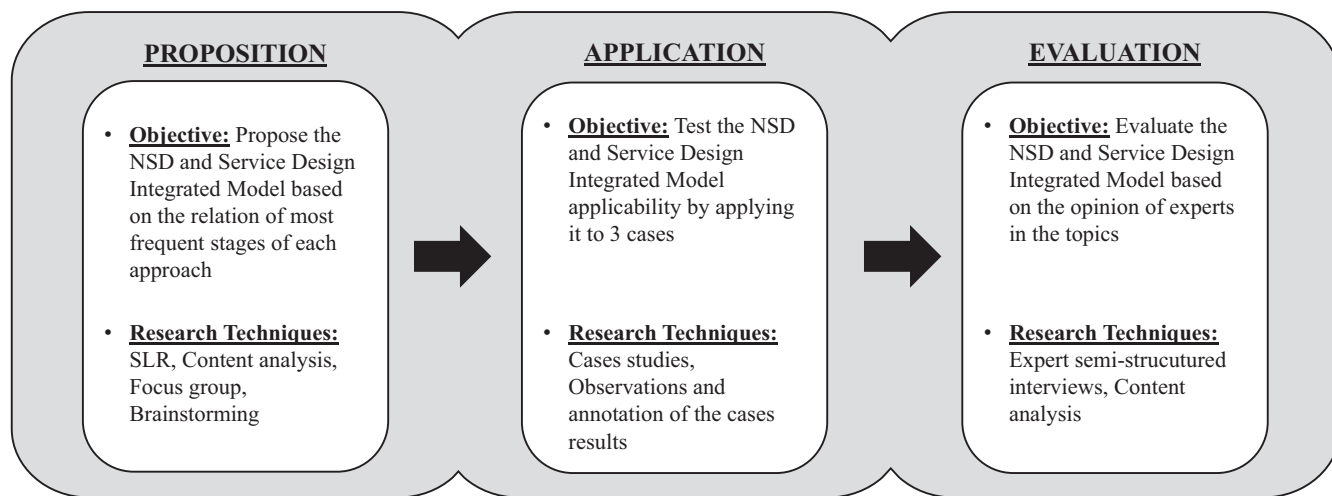 PROPOSITION
• Objective: Propose the
NSD and Service Design
Integrated Model based
on the relation of most
frequent stages of each
approach
• Research Techniques:
SLR, Content analysis,
Focus group,
Brainstorming
APPLICATION
• Objective: Test the NSD
and Service Design
Integrated Model
applicability by applying
it to 3 cases
• Research Techniques:
Cases studies,
Observations and
annotation of the cases
results
EVALUATION
• Objective: Evaluate the
NSD and Service Design
Integrated Model based
on the opinion of experts
in the topics
• Research Techniques:
Expert semi-strucutured
interviews, Content
analysis